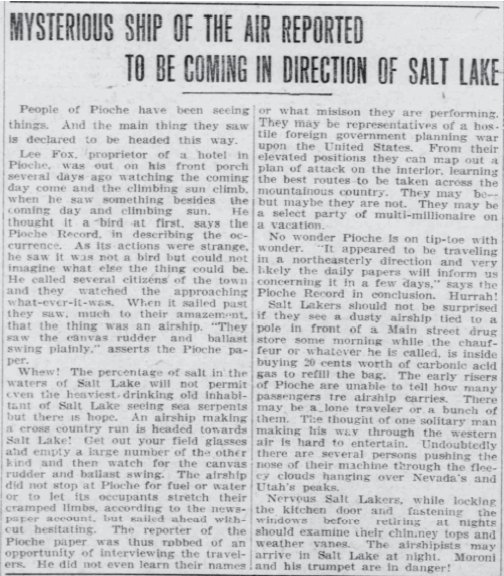 MYSTERIOUS SHIP OF THE AIR REPORTED
TO BE COMING IN DIRECTION OF SALT LAKE
People of Pioche have been seeing
things. And the main thing they saw
is declared to be headed this way.
Lee Fox, proprietor of a hotel in
Pioche, was out on his front porch
several days ago watching the coming
day come and the climbing sun climb,
when he saw something besides the
coming day and climbing sun. He
thought it a bird at first, says the
Pioche Record, in describing the oc-
currence. As its actions were strange,
he saw it was not a bird but could not
imagine what else the thing could be.
He called several citizens of the town
and they watched the approaching
what-ever-it-was. When it sailed past
they saw, much to their amazement,
that the thing was an airship. "They
saw the canvas rudder and ballast
swing plainly," asserts the Pioche pa-
per.
Whew! The percentage of salt in the
waters of Salt Lake will not permit
even the heaviest drinking old inhabi-
tant of Salt Lake seeing sea serpents
but there is hope. An airship making
a cross country run is headed towards
Salt Lake! Get out your field glasses
and empty a large number of the other
kind and then watch for the canvas
rudder and ballast swing. The airship
did not stop at Pioche for fuel or water
or to let its occupants stretch their
cramped limbs, according to the news-
paper account, but sailed ahead with-
out hesitating. The reporter of the
Pioche paper was thus robbed of an
opportunity of interviewing the travel-
ers. He did not even learn their names
or what misison they are performing.
They may be representatives of a hos-
tile foreign government planning war
upon the United States. From their
elevated positions they can map out a
plan of attack on the interior, learning
the best routes to be taken across the
mountainous country. They may be—
but maybe they are not. They may be
a select party of multi-millionaire on
a vacation.
No wonder Pioche is on tip-toe with
wonder. "It appeared to be traveling
in a northeasterly direction and very
likely the daily papers will inform us
concerning it in a few days," says the
Pioche Record in conclusion. Hurrah!
Salt Lakers should not be surprised
if they see a dusty airship tied to a
pole in front of a Main street drug
store some morning while the chauf-
feur or whatever he is called, is inside
buying 20 cents worth of carbonic acid
gas to refill the bag. The early risers
of Pioche are unable to tell how many
passengers tre airship carries. There
may be a lone traveler or a bunch of
them. The thought of one solitary man
making his way through the western
air is hard to entertain. Undoubtedly
there are several persons pushing the
nose of their machine through the flee-
cy clouds hanging over Nevada's and
Utah's peaks.
Nervous Salt Lakers, while locking
the kitchen door and fastening the
windows before retiring at nights
should examine their chimney tops and
weather vanes. The airshipists may
arrive in Salt Lake at night. Moroni
and his trumpet are in danger!